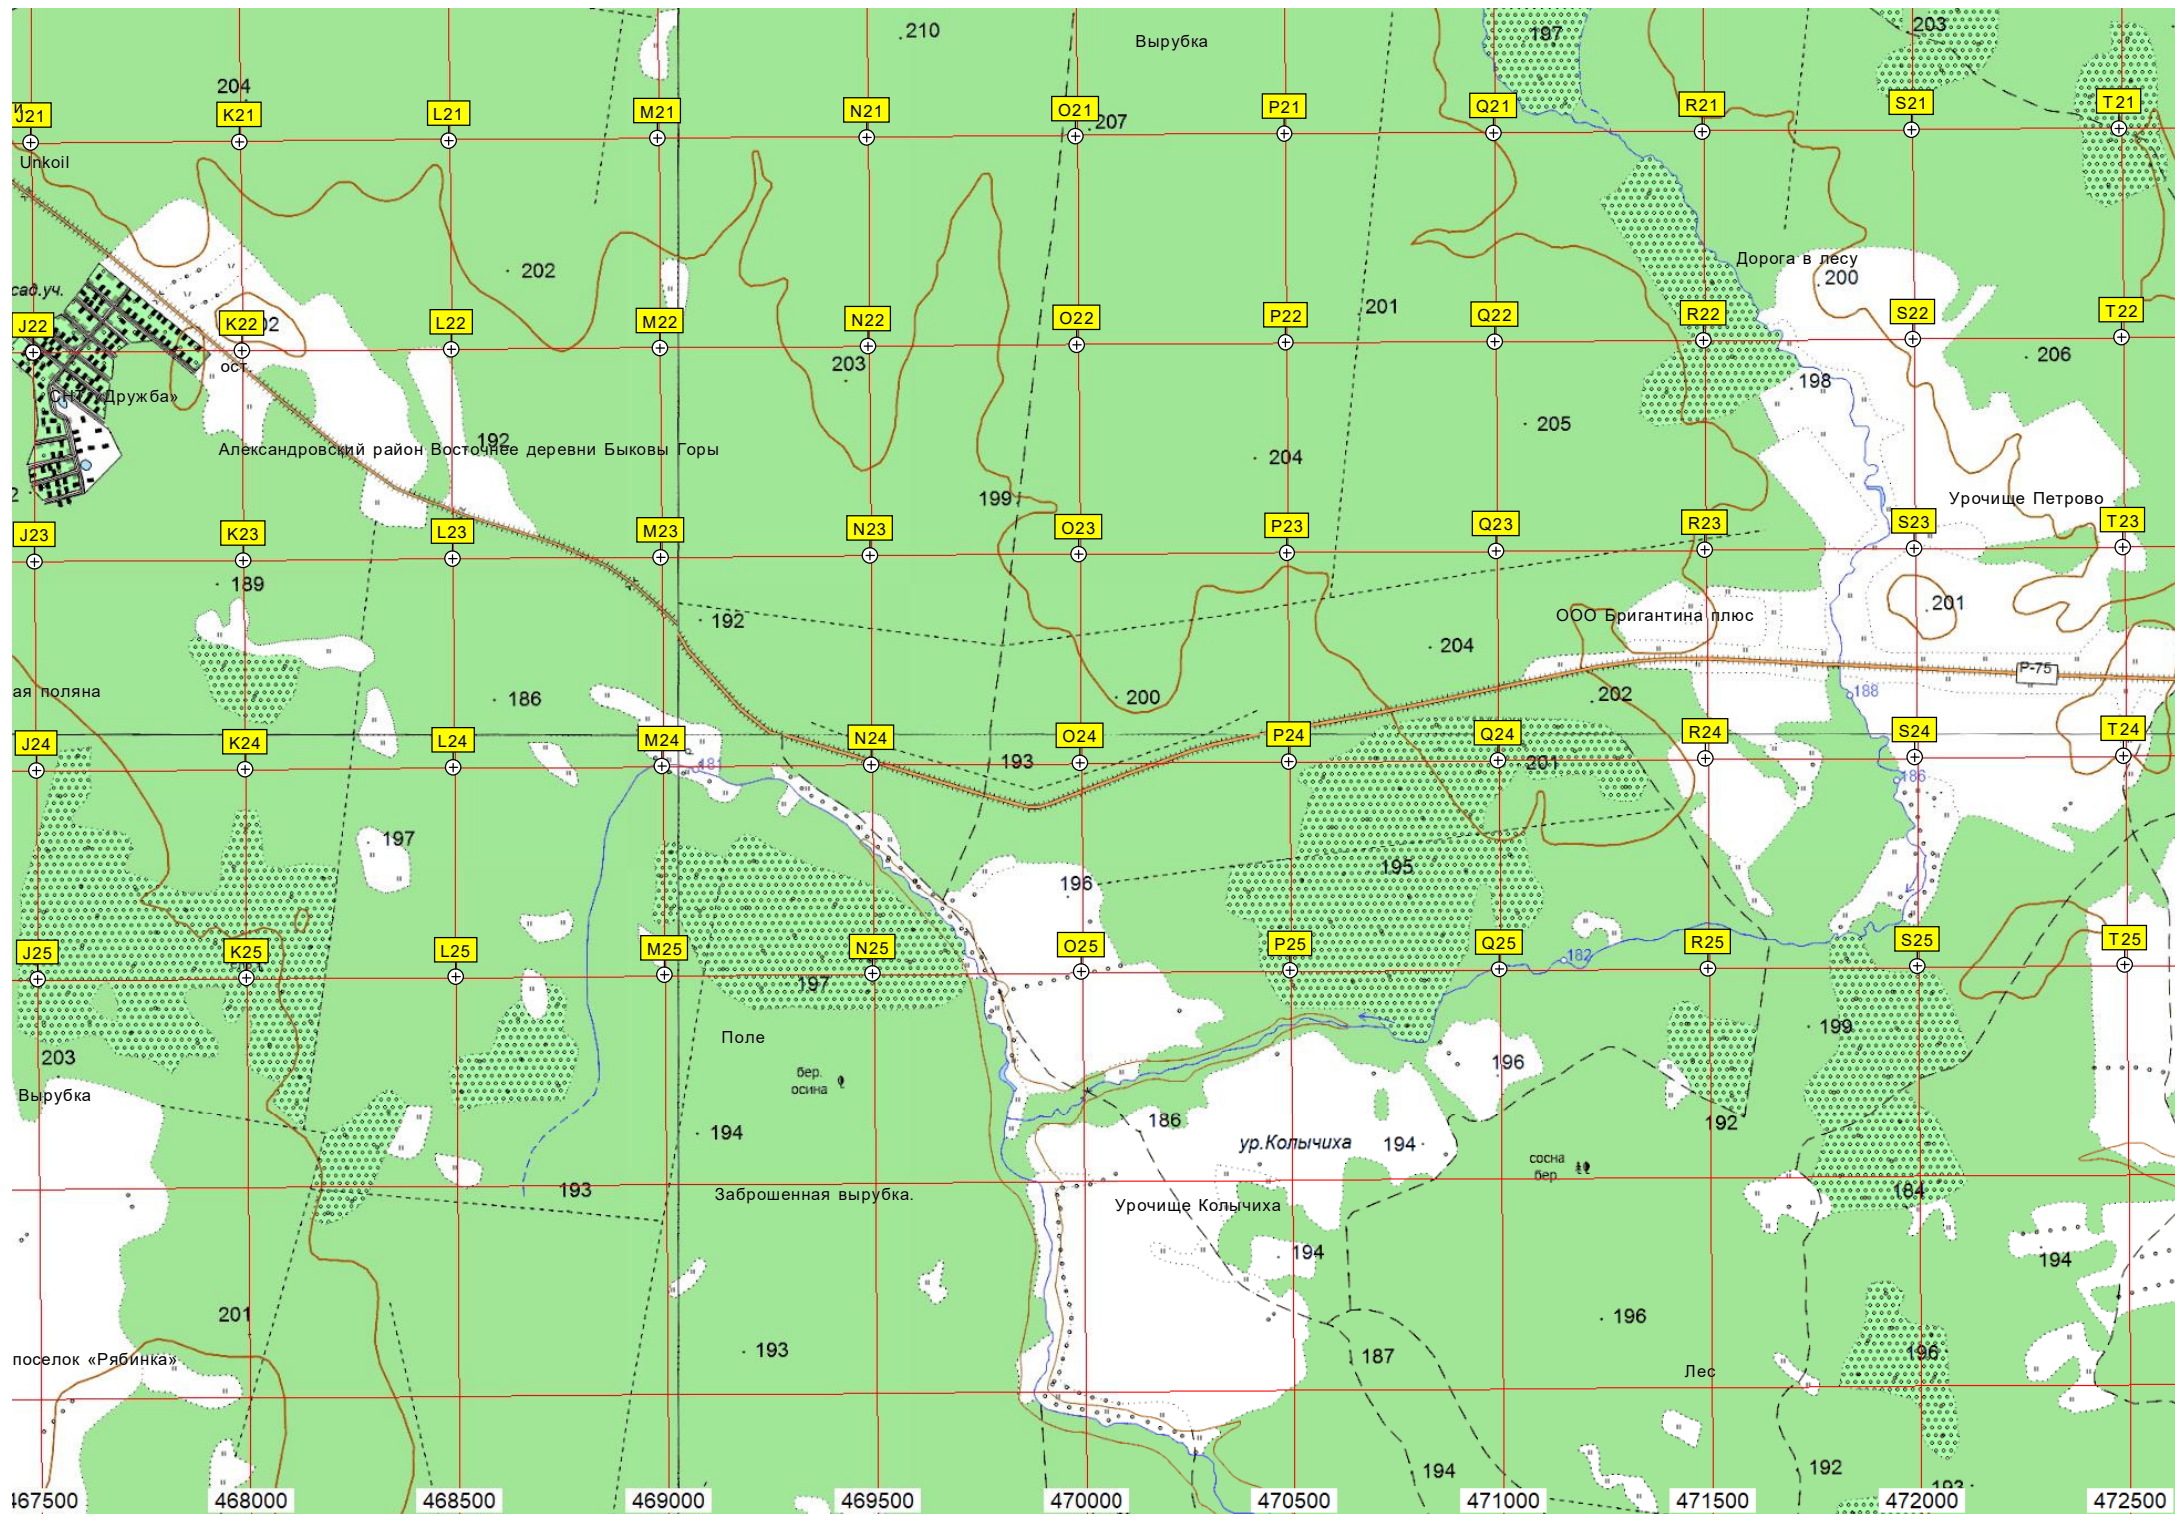 210
Вырубка
197
203
204
J21
K21
L21
M21
N21
O21
207
P21
Q21
R21
S21
T21
Unkoil
202
Дорога в лесу
200
сад.уч.
201
J22
K22
L22
M22
N22
O22
P22
Q22
R22
S22
T22
206
203
ост.
198
СНТ «Дружба»
205
192
Александровский район Восточнее деревни Быковы Горы
204
199
Урочище Петрово
J23
K23
L23
M23
N23
O23
P23
Q23
R23
S23
T23
189
192
201
ООО Бригантина плюс
204
Р-75
ая поляна
186
200
202
188
J24
K24
L24
M24
N24
O24
P24
Q24
R24
S24
T24
181
193
201
186
197
195
196
J25
K25
L25
M25
N25
O25
P25
Q25
R25
S25
T25
182
197
199
Поле
203
196
бер.
осина
Вырубка
186
192
194
ур.Колычиха
194
сосна
бер.
193
Заброшенная вырубка.
184
Урочище Колычиха
194
194
201
196
193
187
196
поселок «Рябинка»
Лес
194
192
193
467500
468000
468500
469000
469500
470000
470500
471000
471500
472000
472500